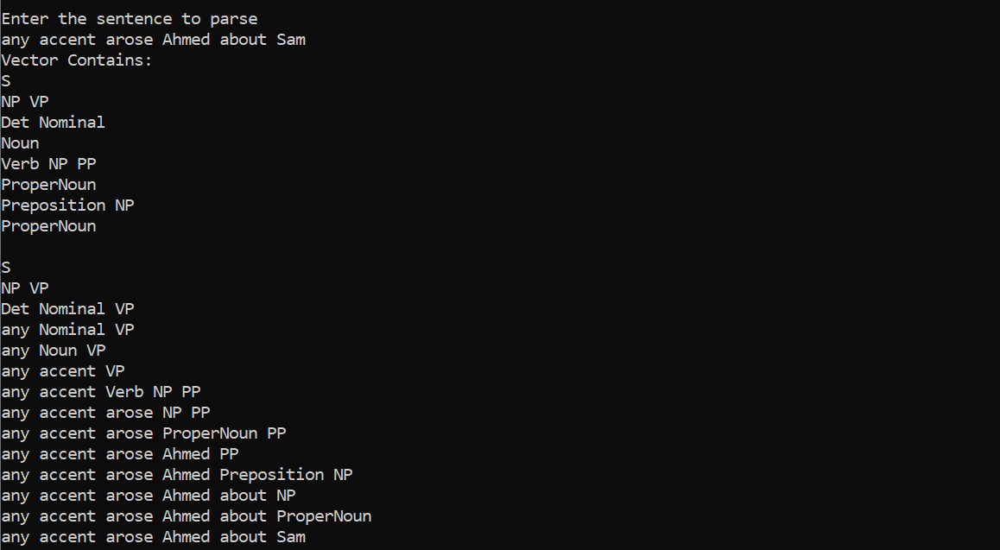 Enter the sentence to parse
any accent arose Ahmed about Sam
Vector Contains:
S
NP VP
Det Nominal
Noun
Verb NP PP
ProperNoun
Preposition NP
ProperNoun

S
NP VP
Det Nominal VP
any Nominal VP
any Noun VP
any accent VP
any accent Verb NP PP
any accent arose NP PP
any accent arose ProperNoun PP
any accent arose Ahmed PP
any accent arose Ahmed Preposition NP
any accent arose Ahmed about NP
any accent arose Ahmed about ProperNoun
any accent arose Ahmed about Sam